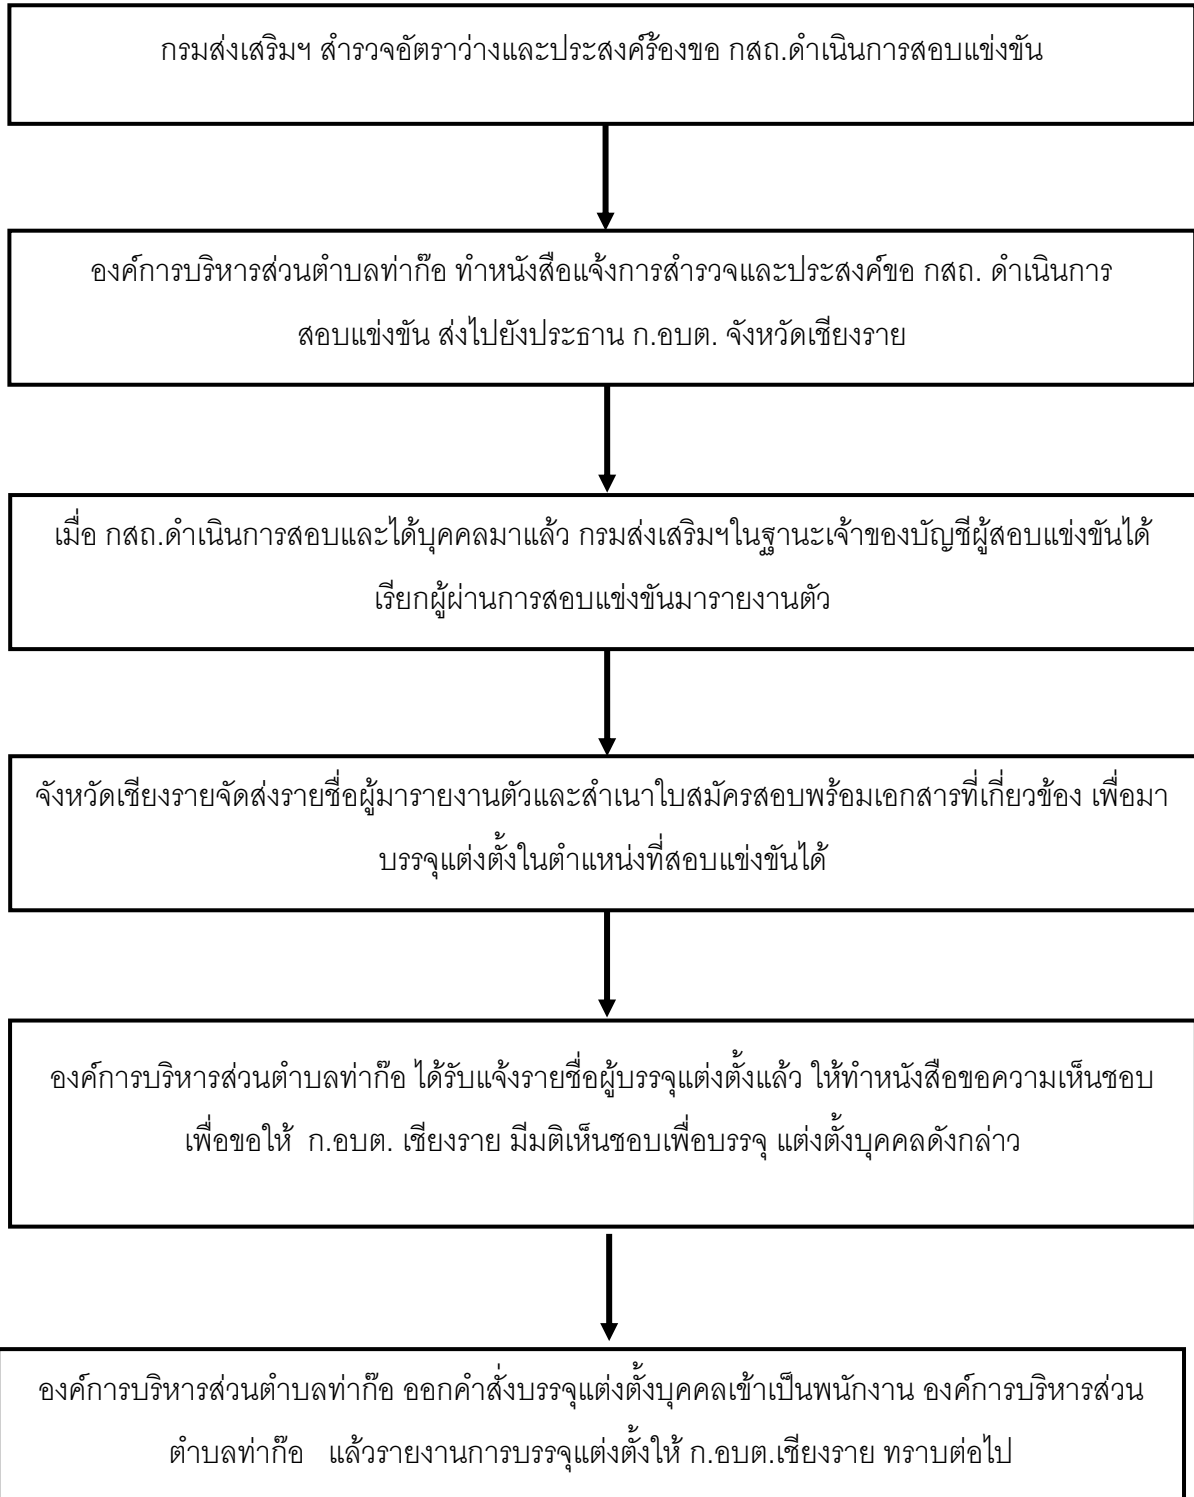 กรมส่งเสริมฯ สำรวจอัตราว่างและประสงค์ร้องขอ กสถ.ดำเนินการสอบแข่งขัน
องค์การบริหารส่วนตำบลท่าก๊อ ทำหนังสือแจ้งการสำรวจและประสงค์ขอ กสถ. ดำเนินการ
สอบแข่งขัน ส่งไปยังประธาน ก.อบต. จังหวัดเชียงราย
เมื่อ กสถ.ดำเนินการสอบและได้บุคคลมาแล้ว กรมส่งเสริมฯในฐานะเจ้าของบัญชีผู้สอบแข่งขันได้
เรียกผู้ผ่านการสอบแข่งขันมารายงานตัว
จังหวัดเชียงรายจัดส่งรายชื่อผู้มารายงานตัวและสำเนาใบสมัครสอบพร้อมเอกสารที่เกี่ยวข้อง เพื่อมา
บรรจุแต่งตั้งในตำแหน่งที่สอบแข่งขันได้
องค์การบริหารส่วนตำบลท่าก๊อ ได้รับแจ้งรายชื่อผู้บรรจุแต่งตั้งแล้ว ให้ทำหนังสือขอความเห็นชอบ
เพื่อขอให้ ก.อบต. เชียงราย มีมติเห็นชอบเพื่อบรรจุ แต่งตั้งบุคคลดังกล่าว
องค์การบริหารส่วนตำบลท่าก๊อ ออกคำสั่งบรรจุแต่งตั้งบุคคลเข้าเป็นพนักงาน องค์การบริหารส่วน
ตำบลท่าก๊อ แล้วรายงานการบรรจุแต่งตั้งให้ ก.อบต.เชียงราย ทราบต่อไป